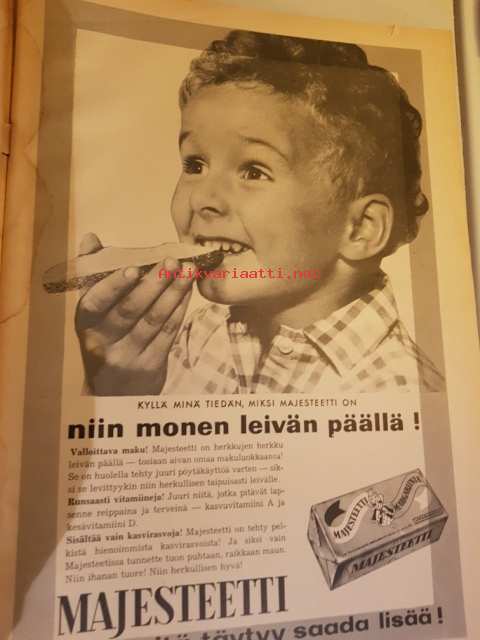 Antikvariaatti.net
KYLLÄ MINÄ TIEDÄN, MIKSI MAJESTEETTI ON
niin monen leivän päällä !
Valloittava maku! Majesteetti on herkkujen herkku
leivän päällä — tosiaan aivan omaa makuluokkaansa!
Se on huolella tehty juuri pöytäkäyttöä varten — sik-
si se levittyykin niin herkullisen taipuisasti leivälle.
Runsaasti vitamiineja! Juuri niitä, jotka pitävät lap-
senne reippaina ja terveinä — kasvuvitamiini A ja
kesävitamiini D.
Sisältää vain kasvirasvoja! Majesteetti on tehty pel-
kistä hienoimmista kasvirasvoista! Ja siksi vain
Majesteetissa tunnette tuon puhtaan, raikkaan maun.
Niin ihanan tuore! Niin herkullisen hyvä!
MAJESTEETTI
MARGARIINIA
MAJESTEETTI
MAJESTEETTI
täytyy saada lisää!